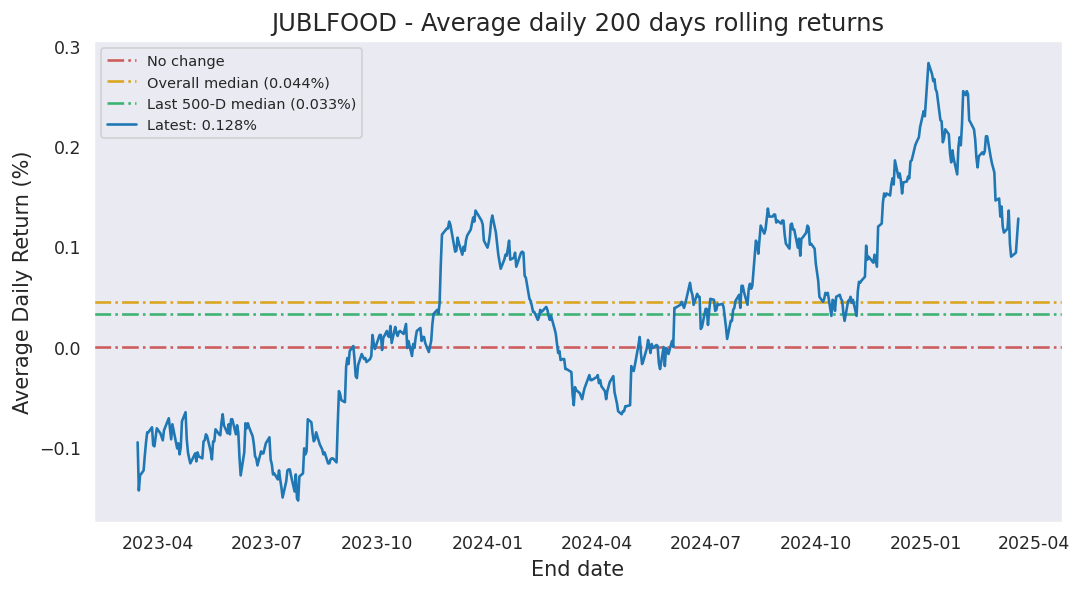 JUBLFOOD - Average daily 200 days rolling returns
No change
Overall median (0.044%)
Last 500-D median (0.033%)
Latest: 0.128%
Average Daily Return (%)
0.3
0.2
0.1
0.0
−0.1
2023-04 2023-07 2023-10 2024-01 2024-04 2024-07 2024-10 2025-01 2025-04
End date